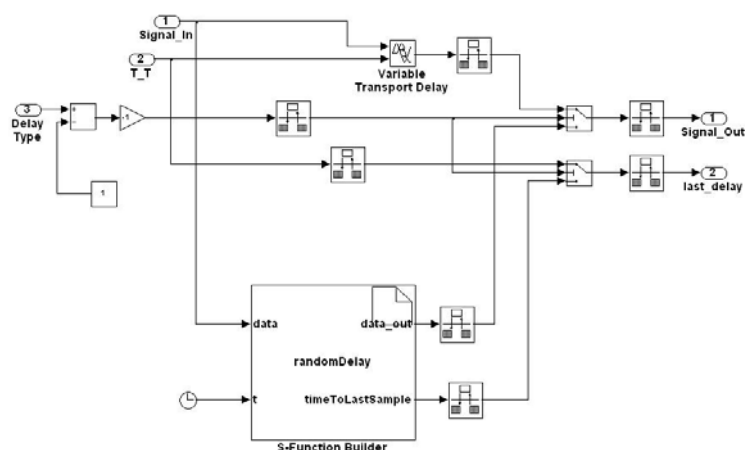 1
Signal_In
2
T_T
Variable
Transport Delay
3
Delay
Type
+
-
-1
1
1
Signal_Out
2
last_delay
data
data_out
randomDelay
t
timeToLastSample
S-Function Builder